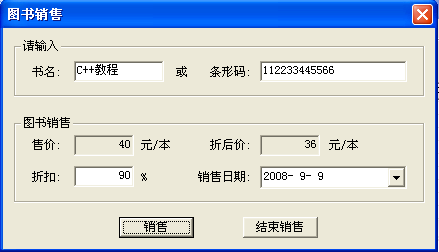 图书销售
请输入
书名: C++教程 或 条形码: 112233445566
图书销售
售价: 40 元/本 折后价: 36 元/本
折扣: 90 % 销售日期: 2008- 9- 9
销售 结束销售